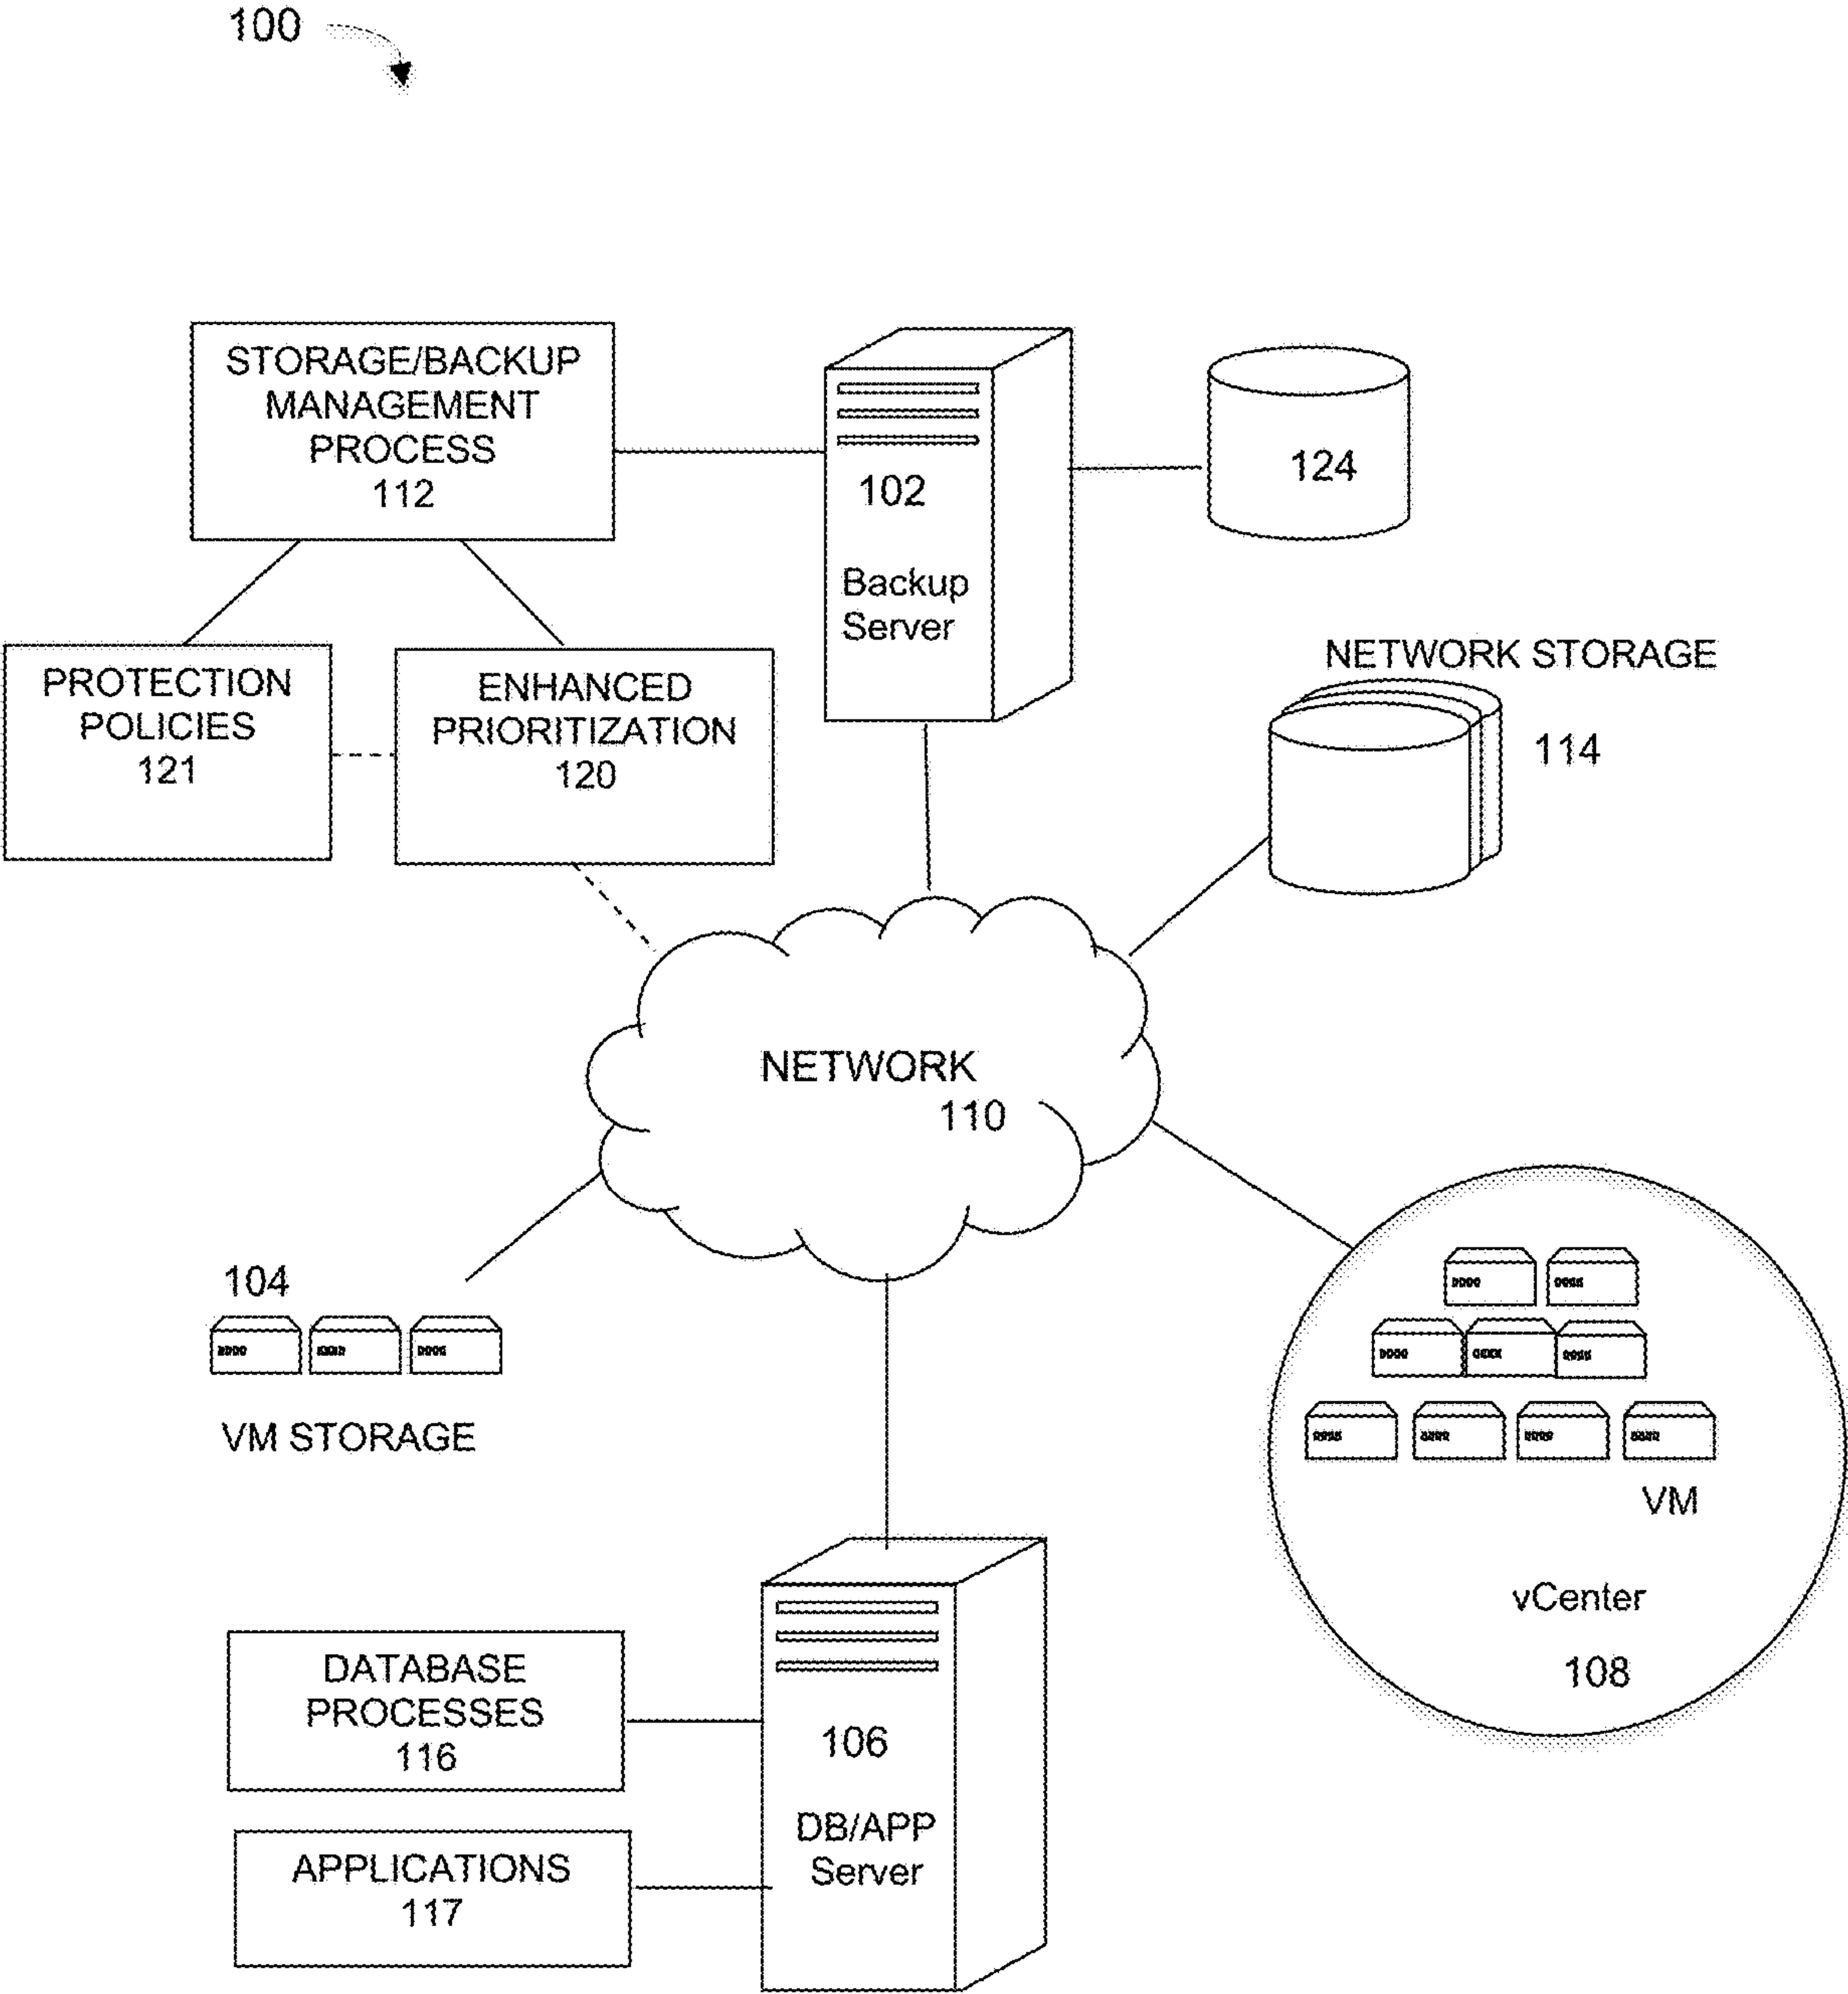 100
STORAGE/BACKUP
MANAGEMENT
PROCESS
112
102
Backup
Server
124
PROTECTION
POLICIES
121
ENHANCED
PRIORITIZATION
120
NETWORK STORAGE
114
NETWORK
110
104
VM STORAGE
VM
vCenter
108
DATABASE
PROCESSES
116
106
DB/APP
Server
APPLICATIONS
117